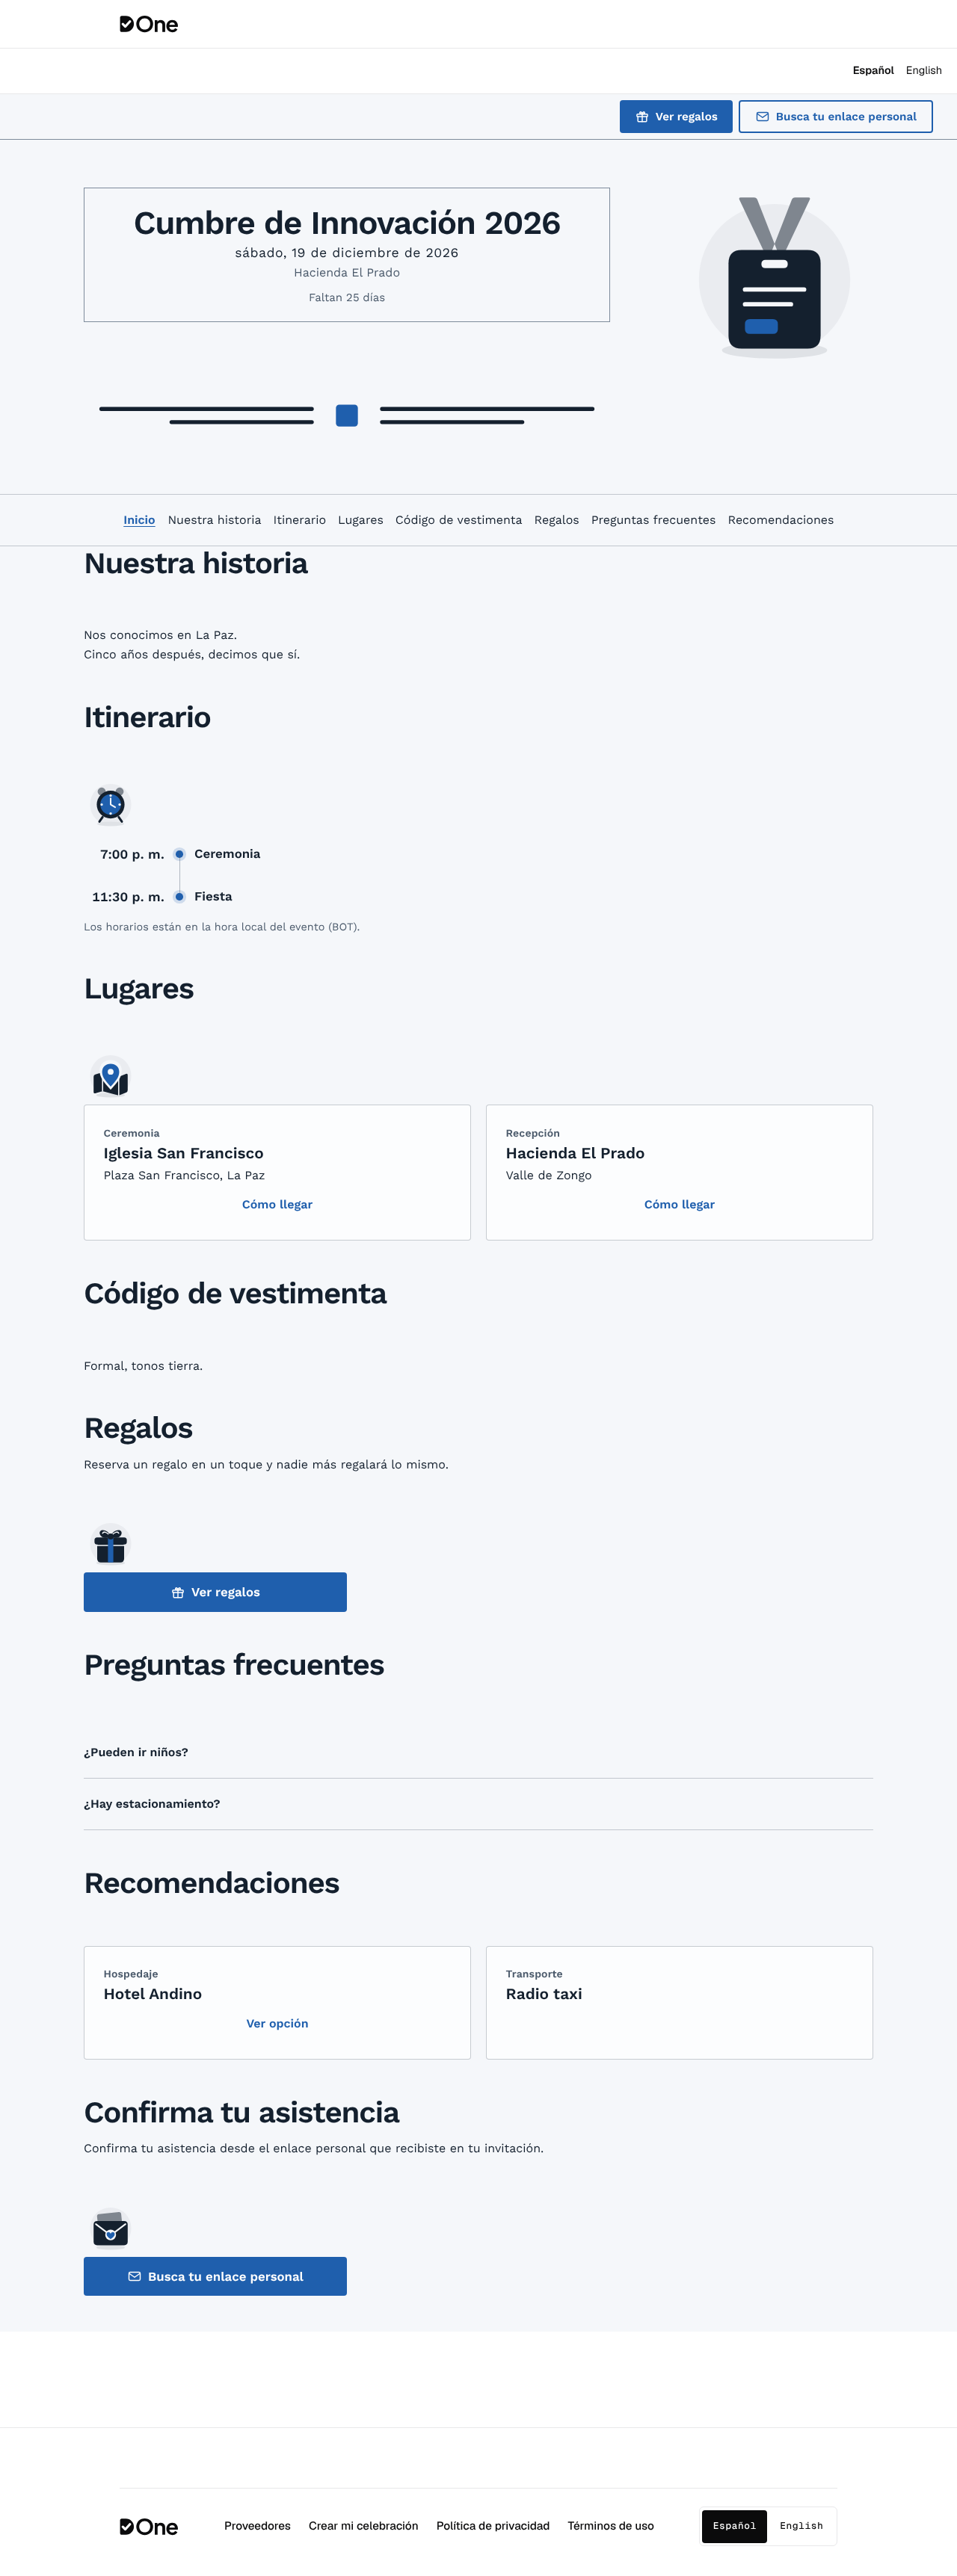 DOne
Español English
Ver regalos Busca tu enlace personal
Cumbre de Innovación 2026
sábado, 19 de diciembre de 2026
Hacienda El Prado
Faltan 25 días
Inicio Nuestra historia Itinerario Lugares Código de vestimenta Regalos Preguntas frecuentes Recomendaciones
Nuestra historia
Nos conocimos en La Paz.
Cinco años después, decimos que sí.
Itinerario
7:00 p. m. Ceremonia
11:30 p. m. Fiesta
Los horarios están en la hora local del evento (BOT).
Lugares
Ceremonia
Iglesia San Francisco
Plaza San Francisco, La Paz
Cómo llegar
Recepción
Hacienda El Prado
Valle de Zongo
Cómo llegar
Código de vestimenta
Formal, tonos tierra.
Regalos
Reserva un regalo en un toque y nadie más regalará lo mismo.
Ver regalos
Preguntas frecuentes
¿Pueden ir niños?
¿Hay estacionamiento?
Recomendaciones
Hospedaje
Hotel Andino
Ver opción
Transporte
Radio taxi
Confirma tu asistencia
Confirma tu asistencia desde el enlace personal que recibiste en tu invitación.
Busca tu enlace personal
DOne Proveedores Crear mi celebración Política de privacidad Términos de uso Español English